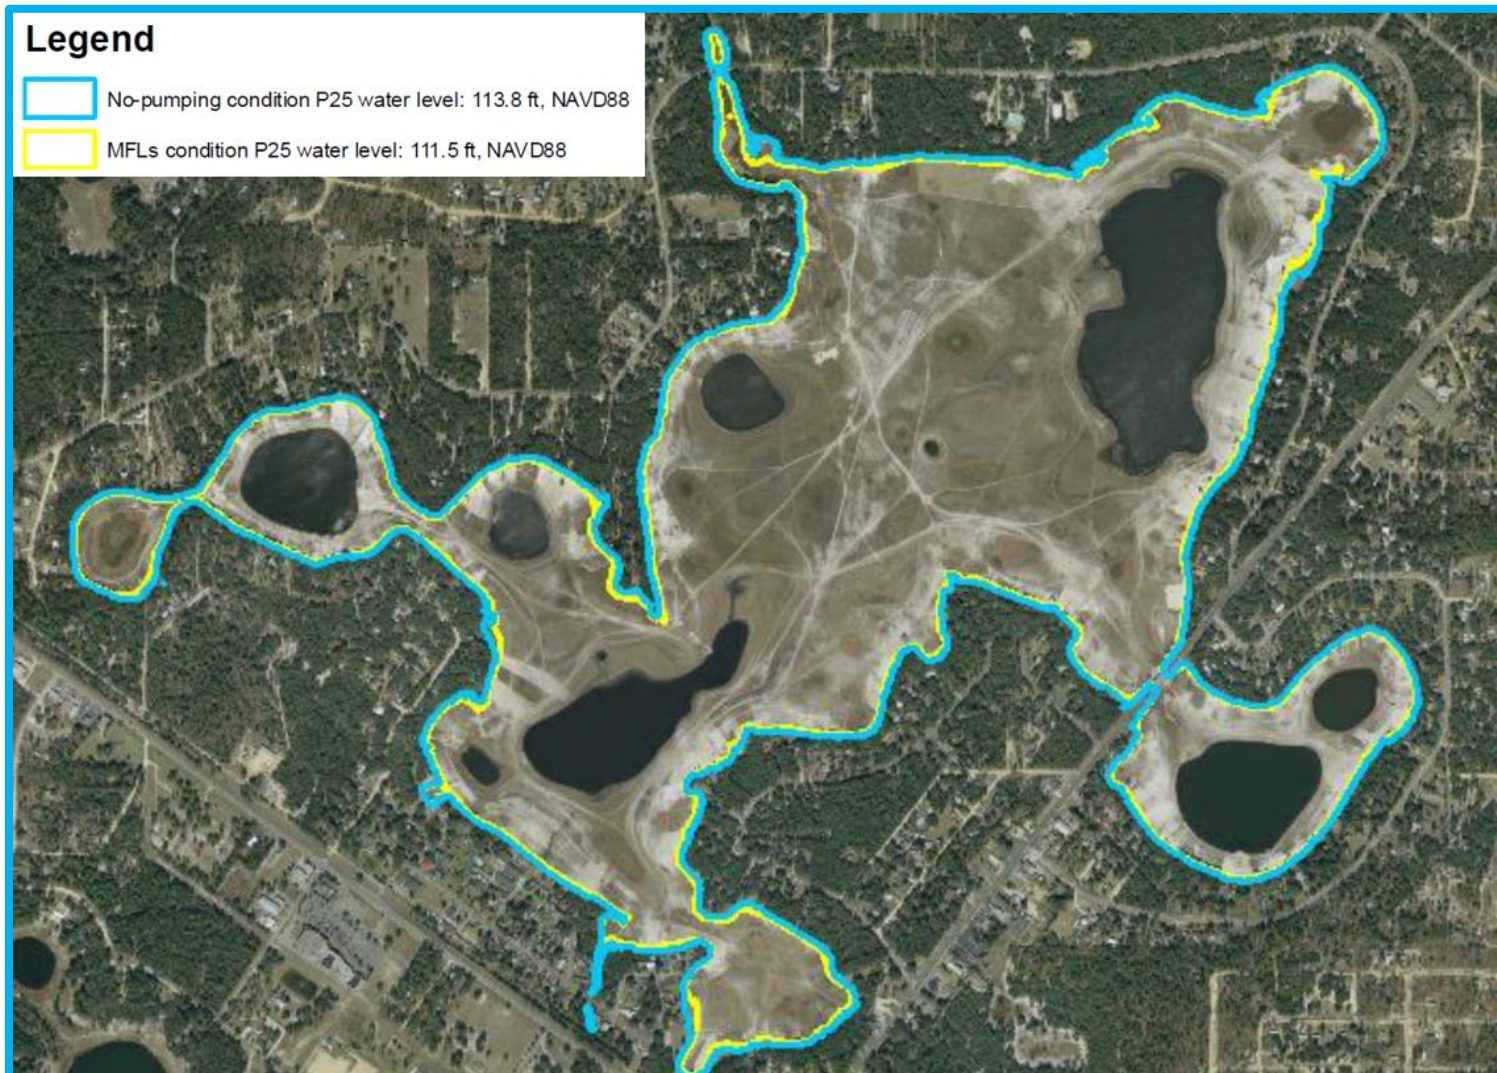 Legend
No-pumping condition P25 water level: 113.8 ft, NAVD88
MFLs condition P25 water level: 111.5 ft, NAVD88